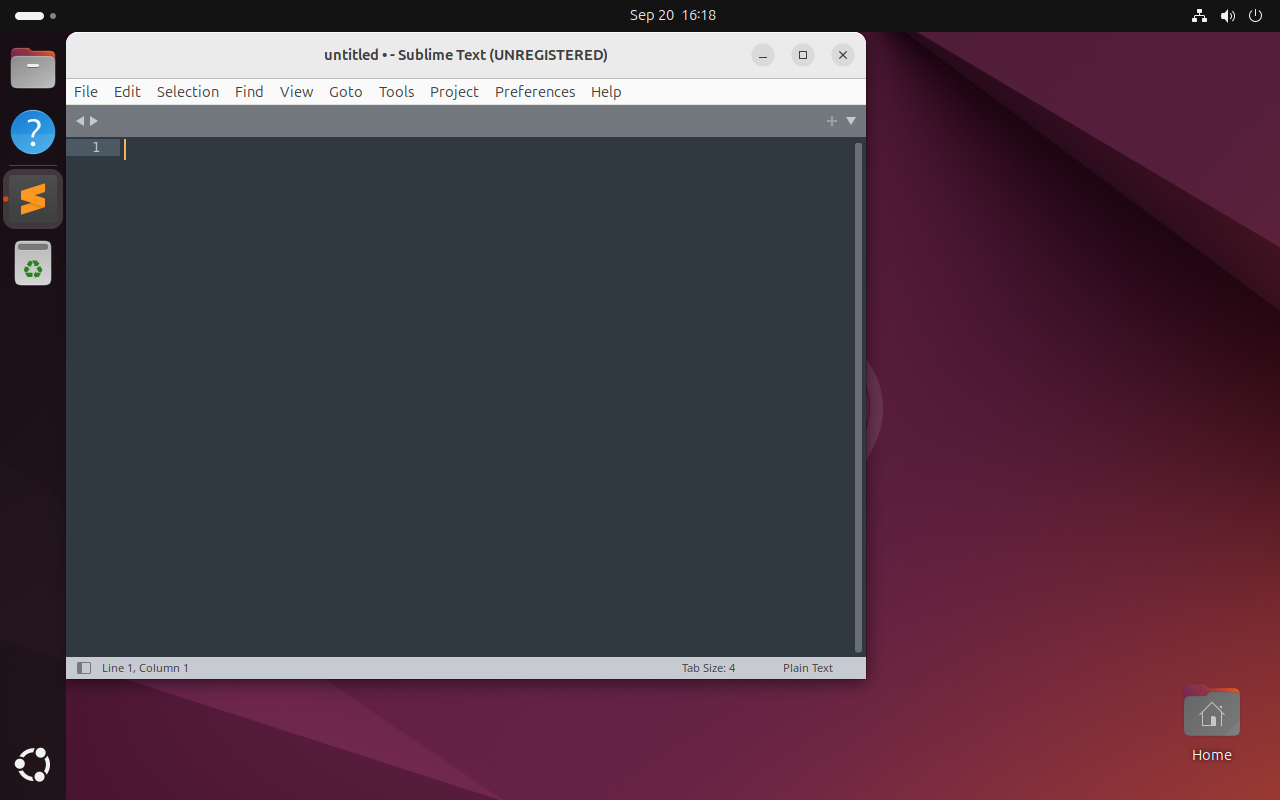 Sep 20 16:18
untitled • - Sublime Text (UNREGISTERED)
File Edit Selection Find View Goto Tools Project Preferences Help
1
Line 1, Column 1 Tab Size: 4 Plain Text
Home